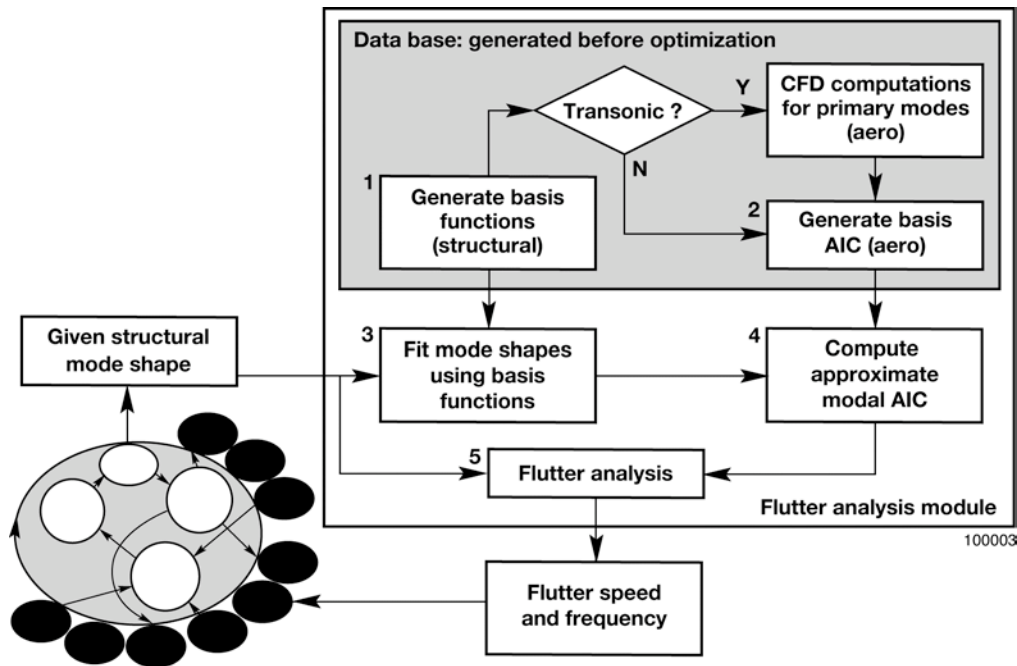 Data base: generated before optimization
Transonic ?
Y
CFD computations
for primary modes
(aero)
N
1
Generate basis
functions
(structural)
2
Generate basis
AIC (aero)
Given structural
mode shape
3
Fit mode shapes
using basis
functions
4
Compute
approximate
modal AIC
5
Flutter analysis
Flutter analysis module
100003
Flutter speed
and frequency